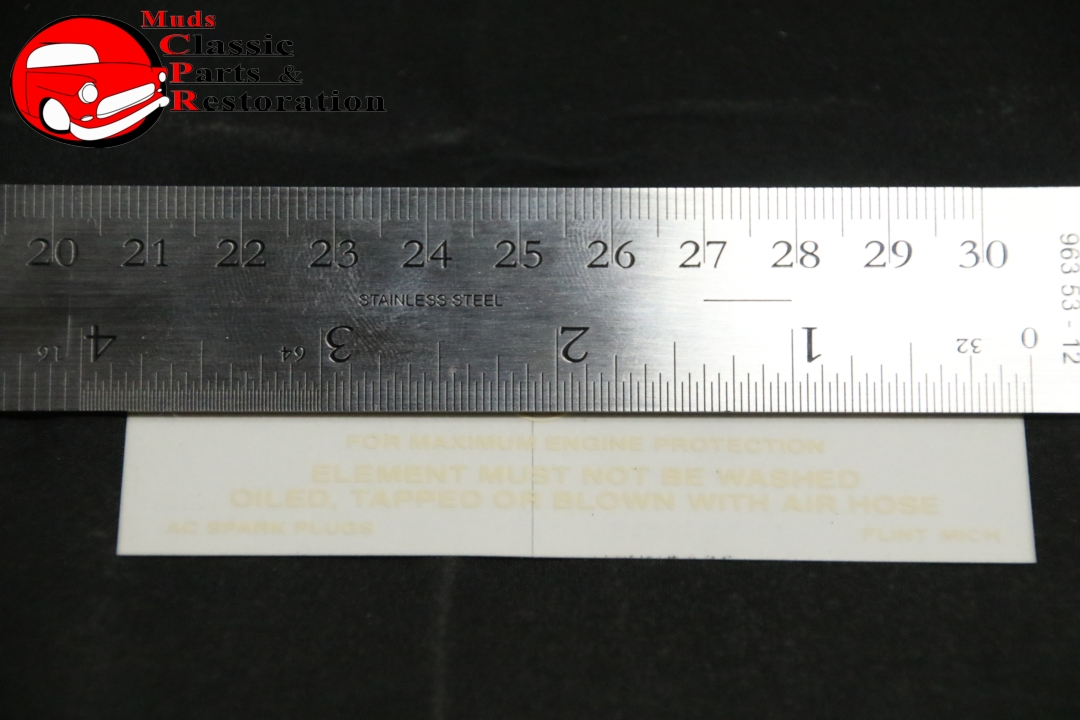 Muds
Classic
Parts &
Restoration
20 21 22 23 24 25 26 27 28 29 30
963 53-12
STAINLESS STEEL
16 4 64 3 2 1 32 0
FOR MAXIMUM ENGINE PROTECTION
ELEMENT MUST NOT BE WASHED
OILED, TAPPED OR BLOWN WITH AIR HOSE
AC SPARK PLUGS FLINT MICH